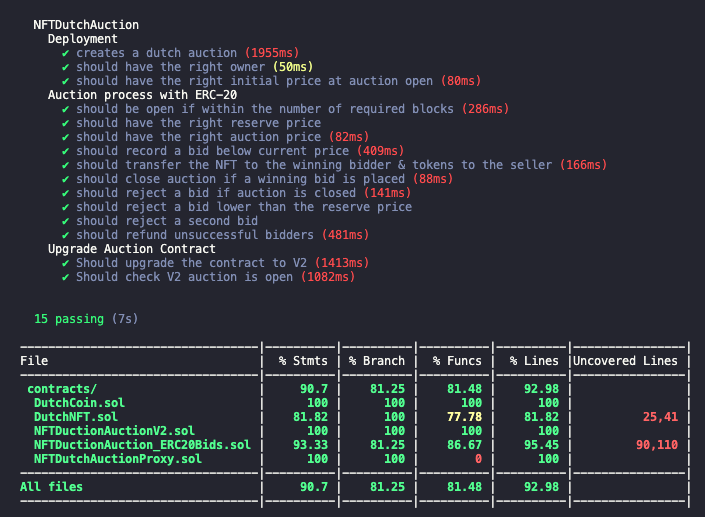 NFTDutchAuction
Deployment
✔ creates a dutch auction (1955ms)
✔ should have the right owner (50ms)
✔ should have the right initial price at auction open (80ms)
Auction process with ERC-20
✔ should be open if within the number of required blocks (286ms)
✔ should have the right reserve price
✔ should have the right auction price (82ms)
✔ should record a bid below current price (409ms)
✔ should transfer the NFT to the winning bidder & tokens to the seller (166ms)
✔ should close auction if a winning bid is placed (88ms)
✔ should reject a bid if auction is closed (141ms)
✔ should reject a bid lower than the reserve price
✔ should reject a second bid
✔ should refund unsuccessful bidders (481ms)
Upgrade Auction Contract
✔ Should upgrade the contract to V2 (1413ms)
✔ Should check V2 auction is open (1082ms)
15 passing (7s)
File | % Stmts | % Branch | % Funcs | % Lines |Uncovered Lines |
contracts/ | 90.7 | 81.25 | 81.48 | 92.98 | |
DutchCoin.sol | 100 | 100 | 100 | 100 | |
DutchNFT.sol | 81.82 | 100 | 77.78 | 81.82 | 25,41 |
NFTDuctionAuctionV2.sol | 100 | 100 | 100 | 100 | |
NFTDuctionAuction_ERC20Bids.sol | 93.33 | 81.25 | 86.67 | 95.45 | 90,110 |
NFTDutchAuctionProxy.sol | 100 | 100 | 0 | 100 | |
All files | 90.7 | 81.25 | 81.48 | 92.98 | |